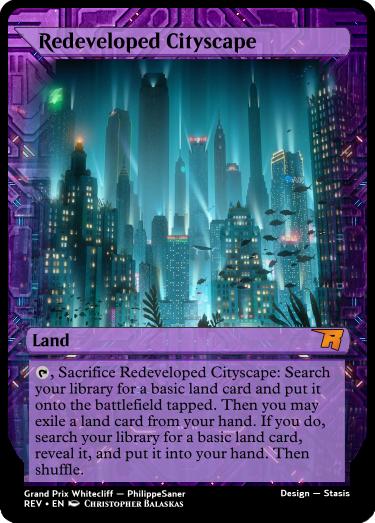 Redeveloped Cityscape
Land
, Sacrifice Redeveloped Cityscape: Search
your library for a basic land card and put it
onto the battlefield tapped. Then you may
exile a land card from your hand. If you do,
search your library for a basic land card,
reveal it, and put it into your hand. Then
shuffle.
Grand Prix Whitecliff — PhilippeSaner
Design — Stasis
REV • EN Christopher Balaskas